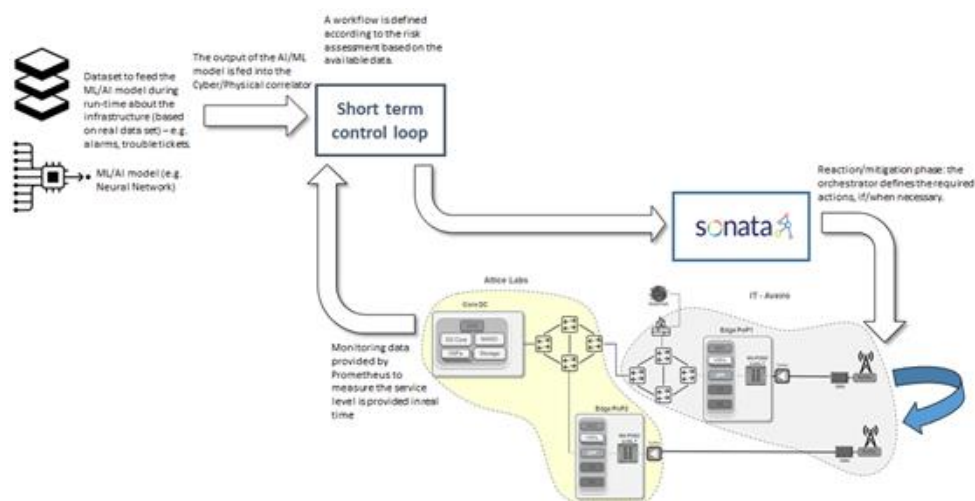 A workflow is defined
according to the risk
assessment based on the
available data.
The output of the AI/ML
model is fed into the
Cyber/Physical correlator
Dataset to feed the
ML/AI model during
run-time about the
infrastructure (based
on real data set) – e.g.
alarms, trouble tickets.
ML/AI model (e.g.
Neural Network)
Short term
control loop
Reaction/mitigation phase: the
orchestrator defines the required
actions, if/when necessary.
sonata
Altice Labs
IT - Aveiro
Core DC
5G Core
MANO
VNFs
Storage
Edge PoP1
Monitoring data
provided by
Prometheus to
measure the service
level is provided in real
time
Edge PoP2